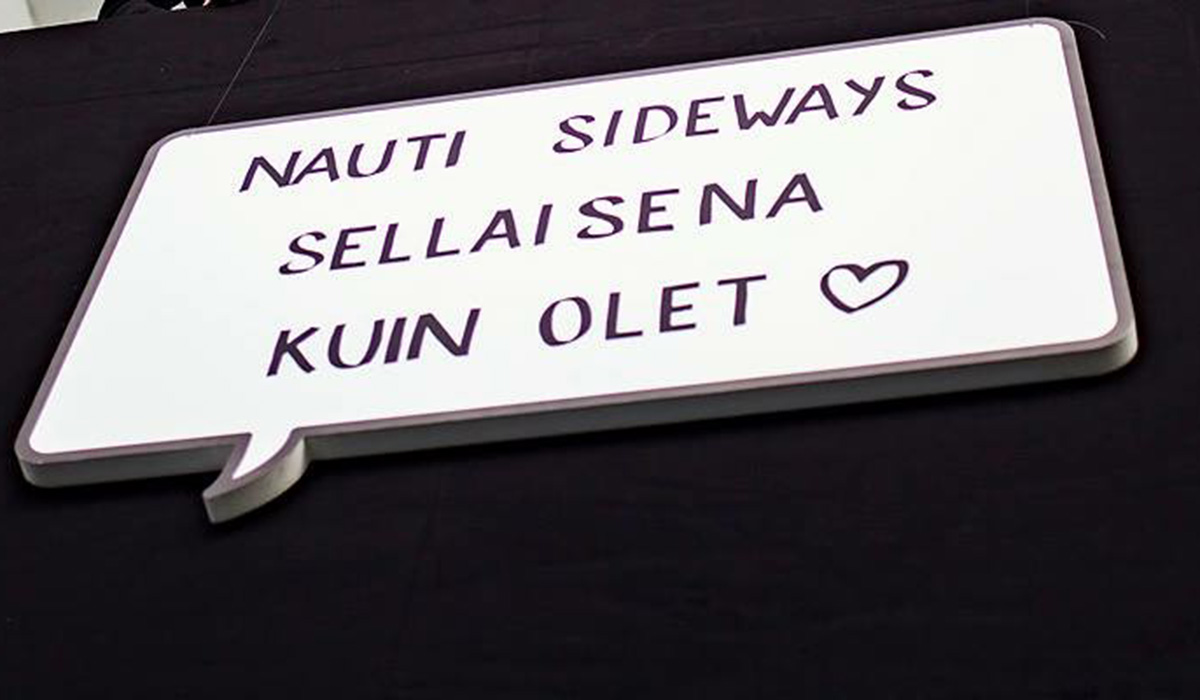 NAUTI SIDEWAYS
SELLAISENA
KUIN OLET ♡